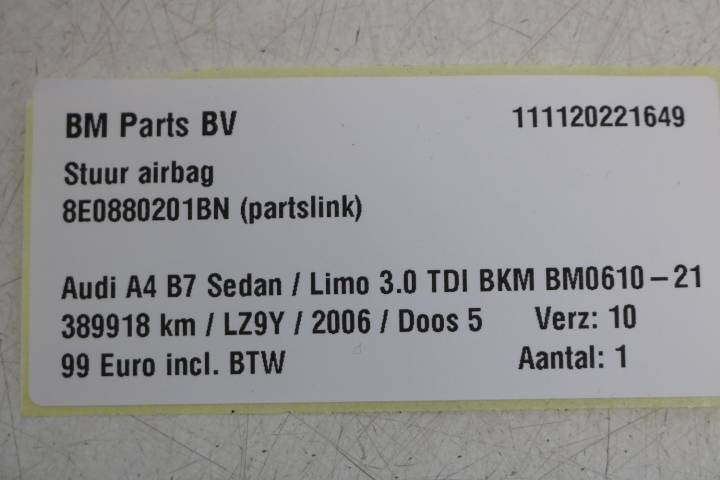 BM Parts BV 111120221649
Stuur airbag
8E0880201BN (partslink)
Audi A4 B7 Sedan / Limo 3.0 TDI BKM BM0610-21
389918 km / LZ9Y / 2006 / Doos 5 Verz: 10
99 Euro incl. BTW Aantal: 1